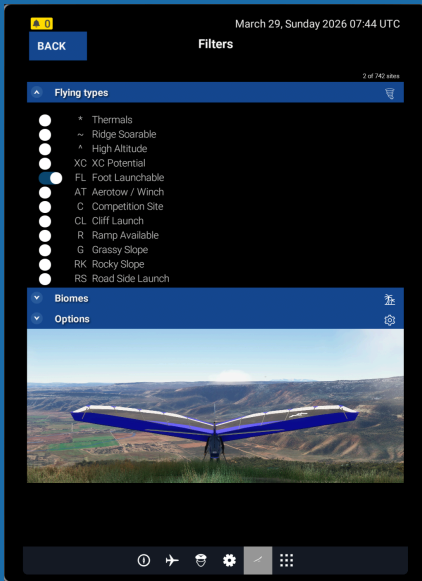 0
March 29, Sunday 2026 07:44 UTC
BACK
Filters
2 of 742 sites
Flying types
* Thermals
~ Ridge Soarable
^ High Altitude
XC XC Potential
FL Foot Launchable
AT Aerotow / Winch
C Competition Site
CL Cliff Launch
R Ramp Available
G Grassy Slope
RK Rocky Slope
RS Road Side Launch
Biomes
Options